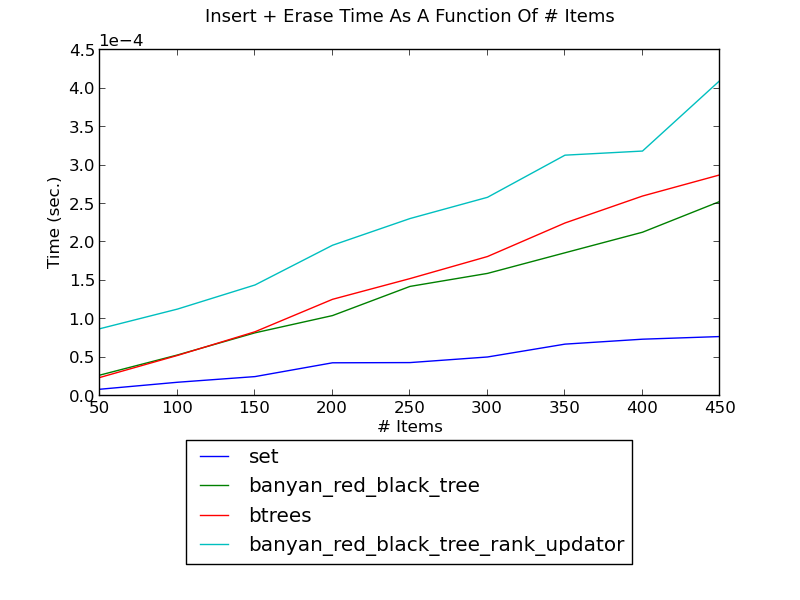 Insert + Erase Time As A Function Of # Items
1e−4
4.5
4.0
3.5
3.0
2.5
2.0
1.5
1.0
0.5
0.0
Time (sec.)
50 100 150 200 250 300 350 400 450
# Items
set
banyan_red_black_tree
btrees
banyan_red_black_tree_rank_updator